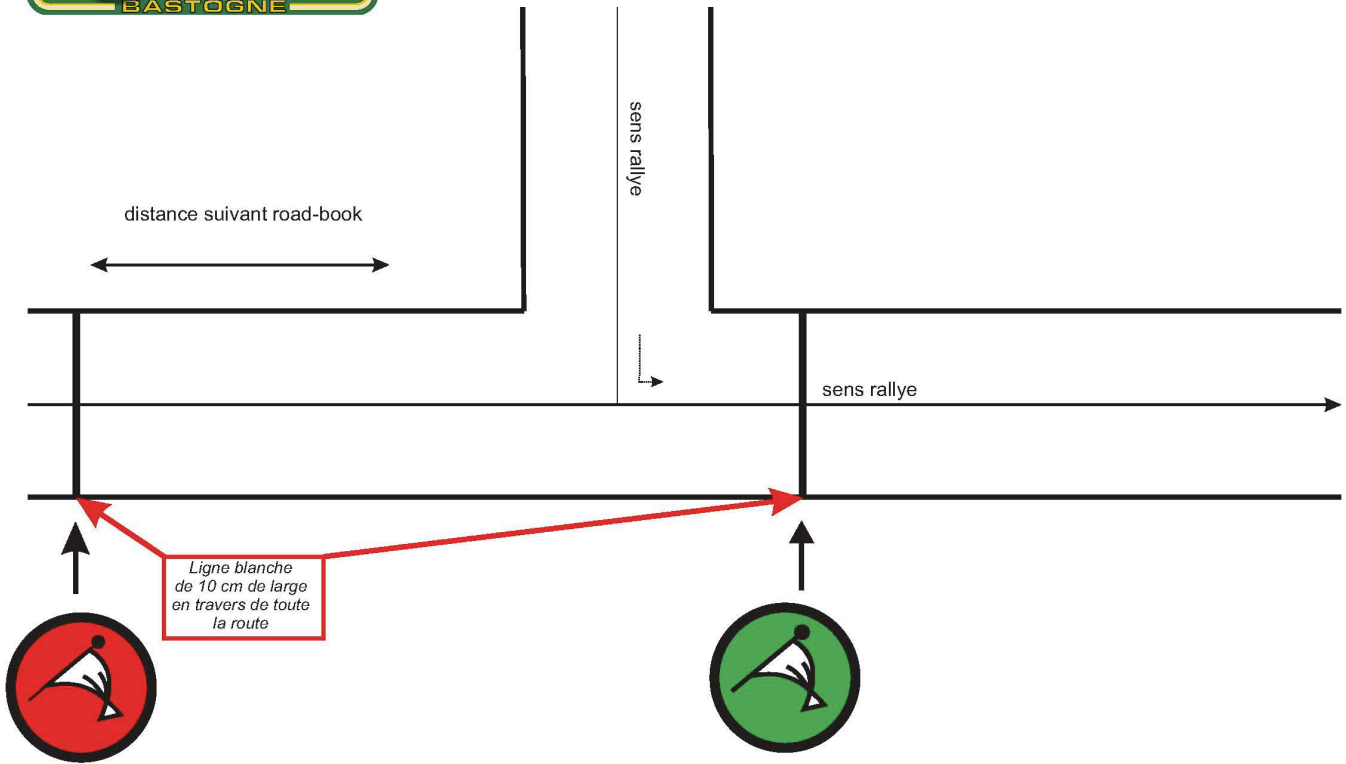 BASTOGNE
sens rallye
distance suivant road-book
sens rallye
Ligne blanche
de 10 cm de large
en travers de toute
la route